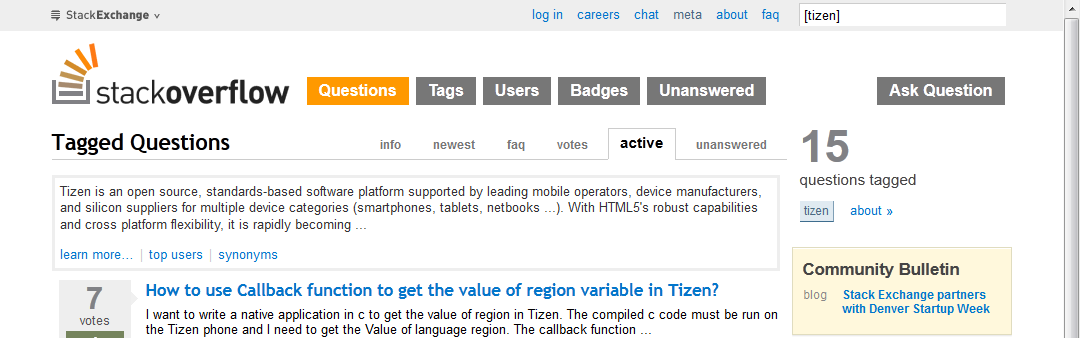 StackExchange
log in careers chat meta about faq
[tizen]
stackoverflow
Questions Tags Users Badges Unanswered Ask Question
Tagged Questions
info newest faq votes active unanswered
15
questions tagged
tizen about »
Tizen is an open source, standards-based software platform supported by leading mobile operators, device manufacturers,
and silicon suppliers for multiple device categories (smartphones, tablets, netbooks ...). With HTML5's robust capabilities
and cross platform flexibility, it is rapidly becoming ...
learn more... top users synonyms
Community Bulletin
blog Stack Exchange partners
with Denver Startup Week
7
votes
How to use Callback function to get the value of region variable in Tizen?
I want to write a native application in c to get the value of region in Tizen. The compiled c code must be run on
the Tizen phone and I need to get the Value of language region. The callback function ...